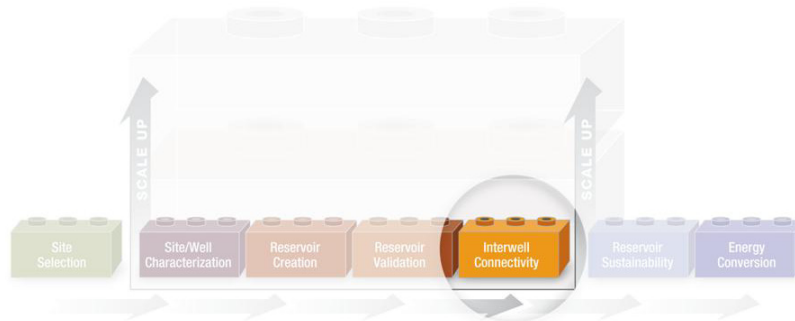 SCALE UP
SCALE UP
Site
Selection
Site/Well
Characterization
Reservoir
Creation
Reservoir
Validation
Interwell
Connectivity
Reservoir
Sustainability
Energy
Conversion